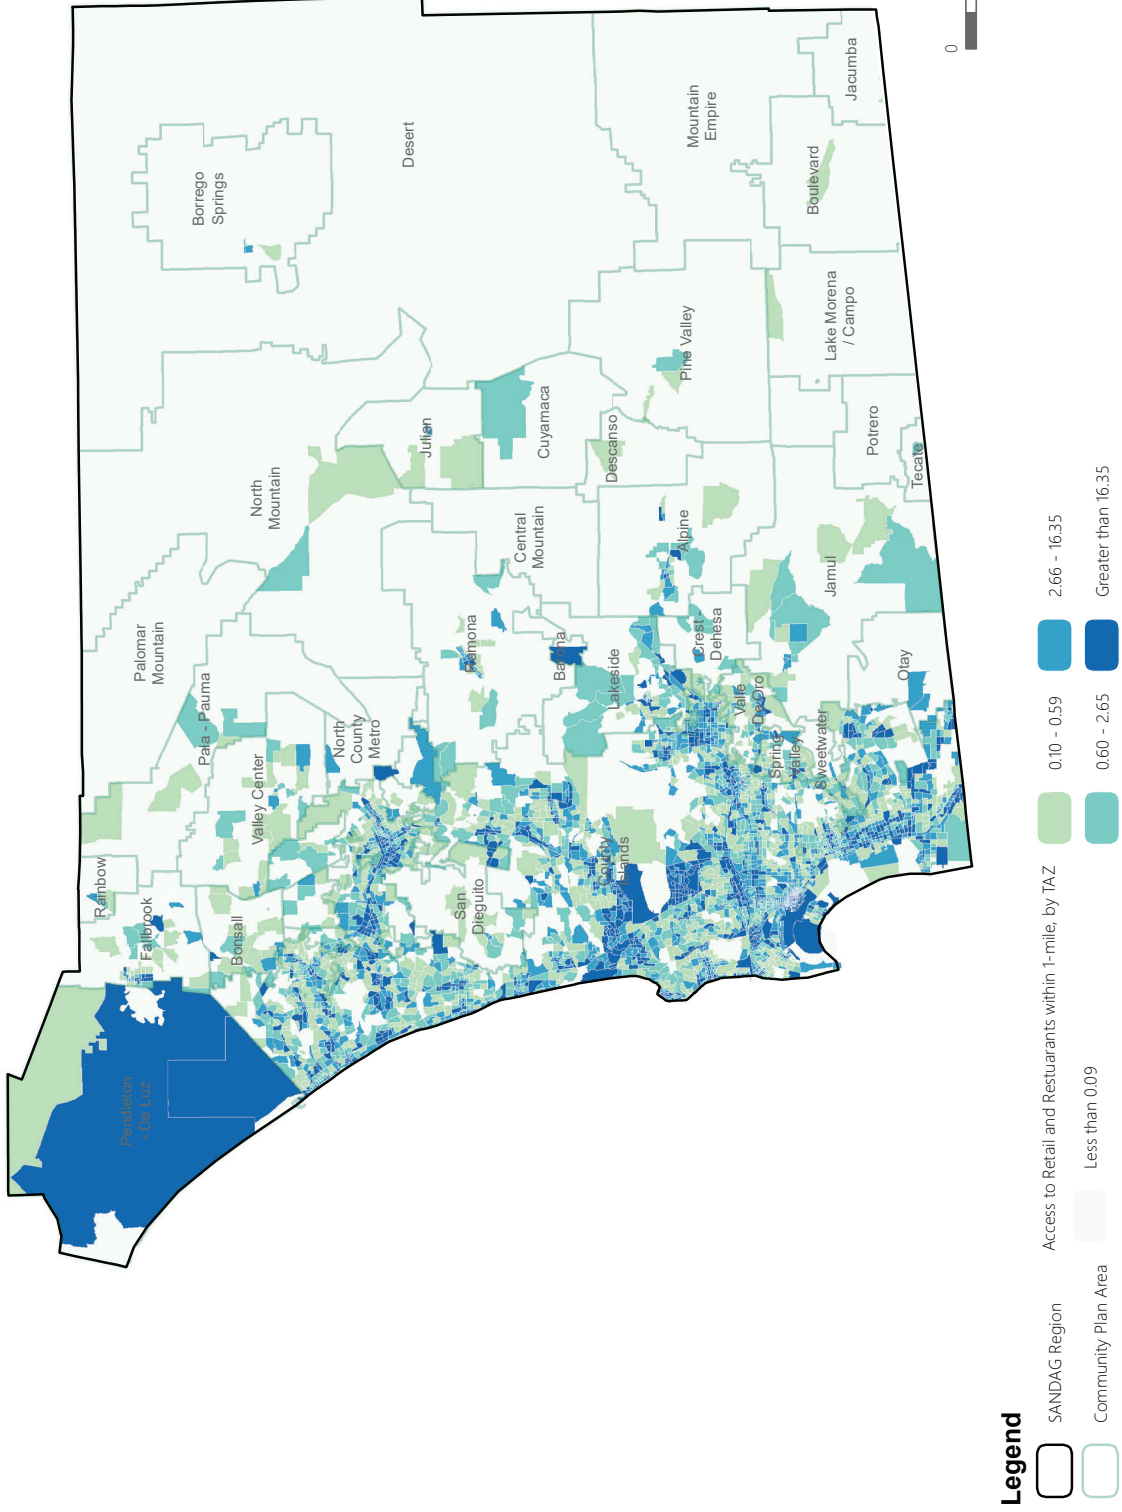 Rainbow
Fallbrook
Bonsall
Pendleton
- De Luz
Pala - Pauma
Valley Center
Palomar
Mountain
North
Mountain
Borrego
Springs
Desert
North
County
Metro
San
Dieguito
Ramona
Julian
Central
Mountain
Cuyamaca
Barona
Lakeside
County
Islands
Descanso
Alpine
Pine Valley
Mountain
Empire
Crest -
Dehesa
Valle
De Oro
Spring
Valley
Sweetwater
Jamul
Otay
Potrero
Tecate
Lake Morena
/ Campo
Boulevard
Jacumba
0
Legend
SANDAG Region
Community Plan Area
Access to Retail and Restuarants within 1-mile, by TAZ
Less than 0.09
0.10 - 0.59
0.60 - 2.65
2.66 - 16.35
Greater than 16.35